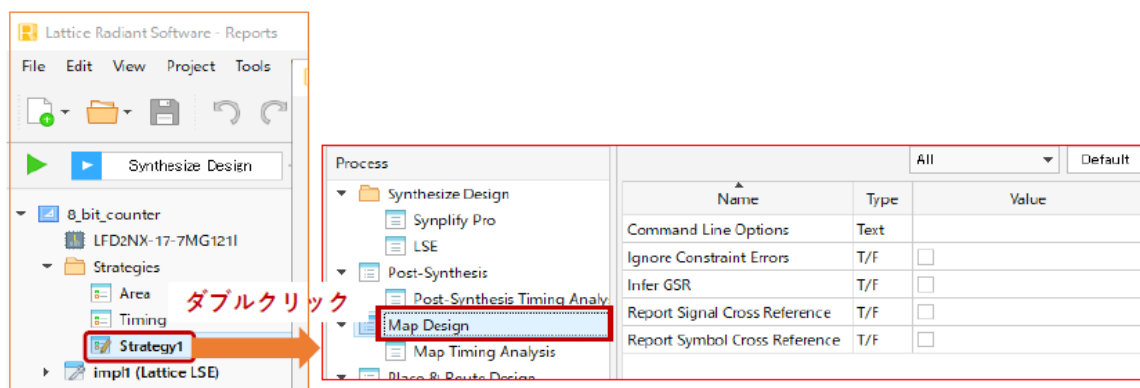 Lattice Radiant Software - Reports
File Edit View Project Tools
Synthesize Design
8_bit_counter
LFD2NX-17-7MG121I
Strategies
Area
Timing
Strategy1
impl1 (Lattice LSE)
ダブルクリック
Process
Synthesize Design
Synplify Pro
LSE
Post-Synthesis
Post-Synthesis Timing Analy
Map Design
Map Timing Analysis
Place & Route Design
All Default
Name Type Value
Command Line Options Text
Ignore Constraint Errors T/F
Infer GSR T/F
Report Signal Cross Reference T/F
Report Symbol Cross Reference T/F